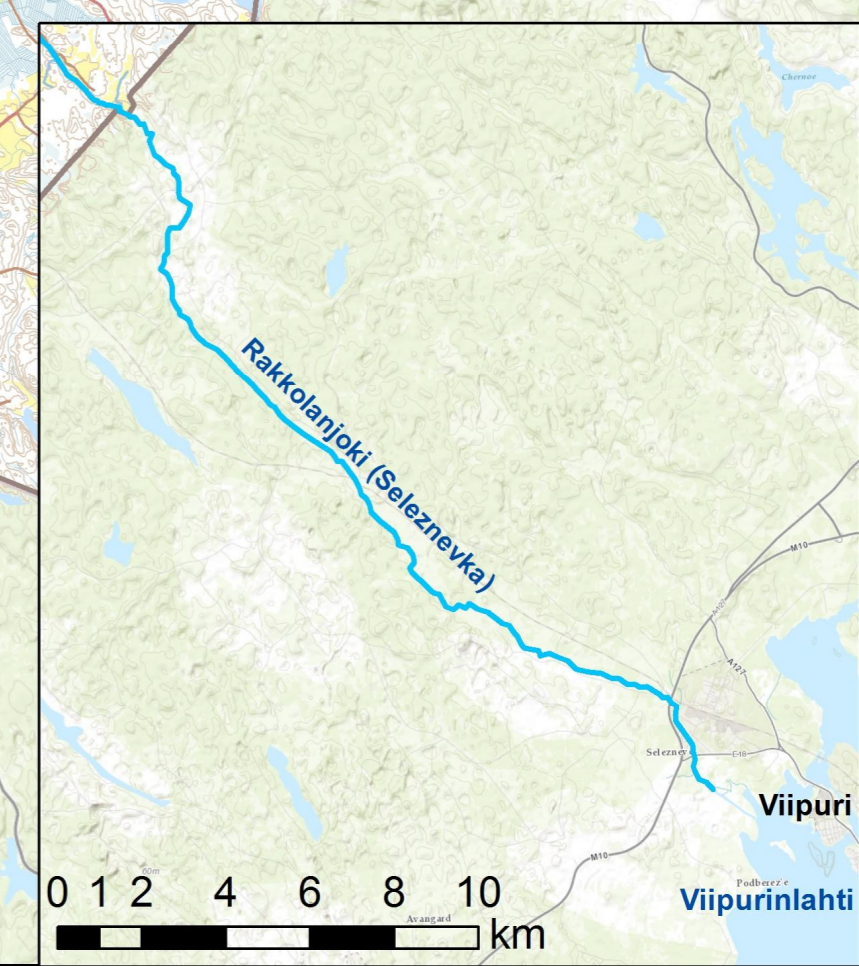 Chernoe
Rakkolanjoki (Seleznevka)
M10
A127
A127
Seleznev
E18
Viipuri
M10
60m
Podberez'e
Viipurinlahti
Avangard
0 1 2 4 6 8 10
km